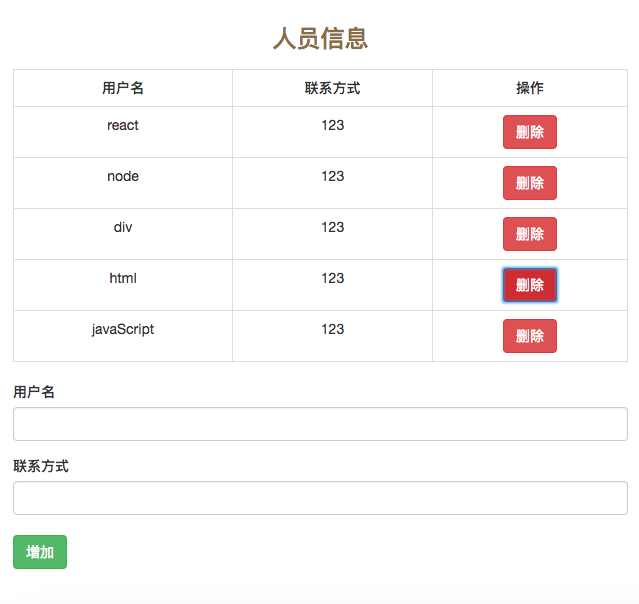 人员信息
用户名 联系方式 操作
react 123 删除
node 123 删除
div 123 删除
html 123 删除
javaScript 123 删除
用户名
联系方式
增加